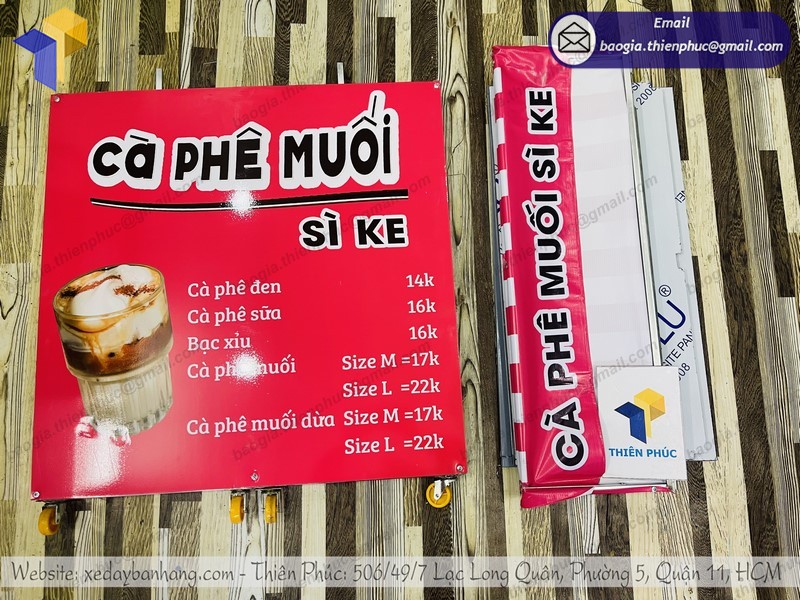 Email
baogia.thienphuc@gmail.com
CÀ PHÊ MUỐI
SÌ KE
Cà phê đen 14k
Cà phê sữa 16k
Bạc xỉu 16k
Cà phê muối Size M =17k
Size L =22k
Cà phê muối dừa Size M =17k
Size L =22k
CÀ PHÊ MUỐI SÌ KE
THIÊN PHÚC
Website: xedaybanhang.com - Thiên Phúc: 506/49/7 Lạc Long Quân, Phường 5, Quận 11, HCM